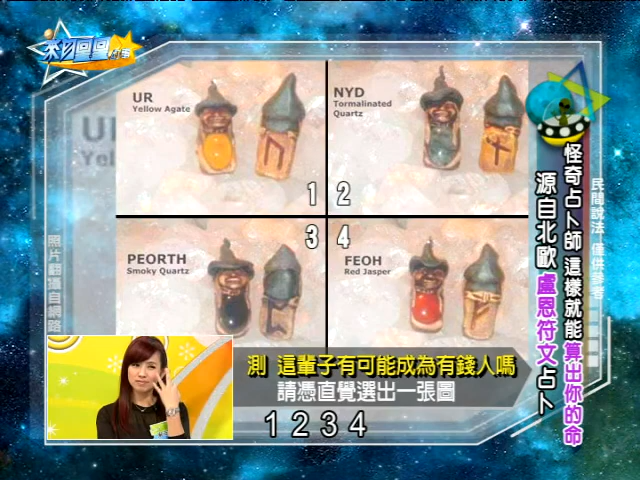 UR
Yellow Agate
1
NYD
Tormalinated
Quartz
2
PEORTH
Smoky Quartz
3
FEOH
Red Jasper
4
怪奇占卜師 這樣就能算出你的命
源自北歐 盧恩符文占卜
民間說法 僅供參考
照片翻攝自網路
測 這輩子有可能成為有錢人嗎
請憑直覺選出一張圖
1 2 3 4